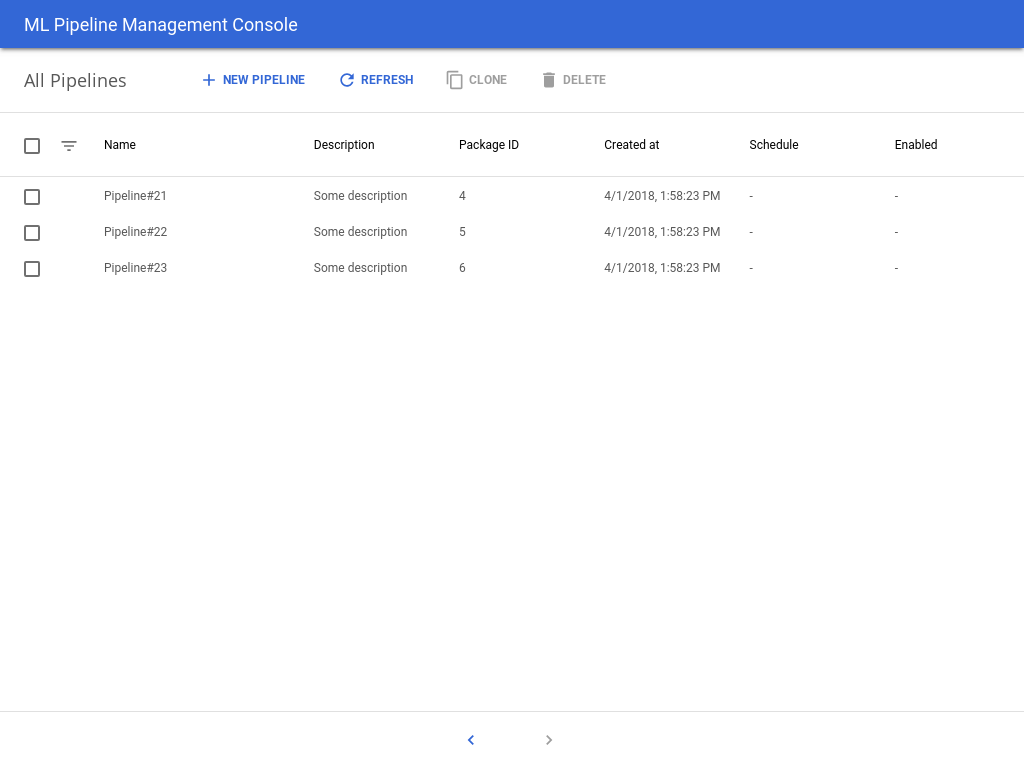 ML Pipeline Management Console
All Pipelines NEW PIPELINE REFRESH CLONE DELETE
Name Description Package ID Created at Schedule Enabled
Pipeline#21 Some description 4 4/1/2018, 1:58:23 PM - -
Pipeline#22 Some description 5 4/1/2018, 1:58:23 PM - -
Pipeline#23 Some description 6 4/1/2018, 1:58:23 PM - -